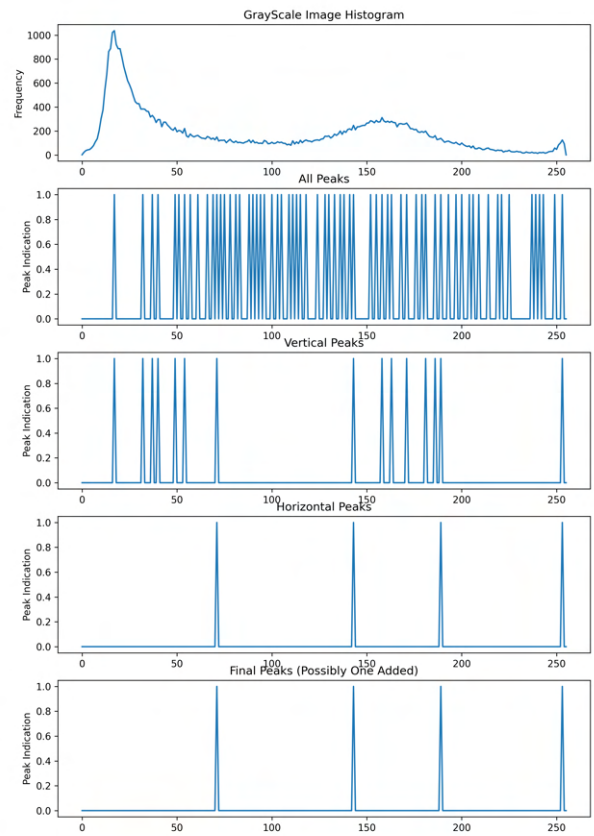 GrayScale Image Histogram
Frequency
1000
800
600
400
200
0
0 50 100 150 200 250
All Peaks
Peak Indication
1.0
0.8
0.6
0.4
0.2
0.0
0 50 100 150 200 250
Vertical Peaks
Peak Indication
1.0
0.8
0.6
0.4
0.2
0.0
0 50 100 150 200 250
Horizontal Peaks
Peak Indication
1.0
0.8
0.6
0.4
0.2
0.0
0 50 100 150 200 250
Final Peaks (Possibly One Added)
Peak Indication
1.0
0.8
0.6
0.4
0.2
0.0
0 50 100 150 200 250